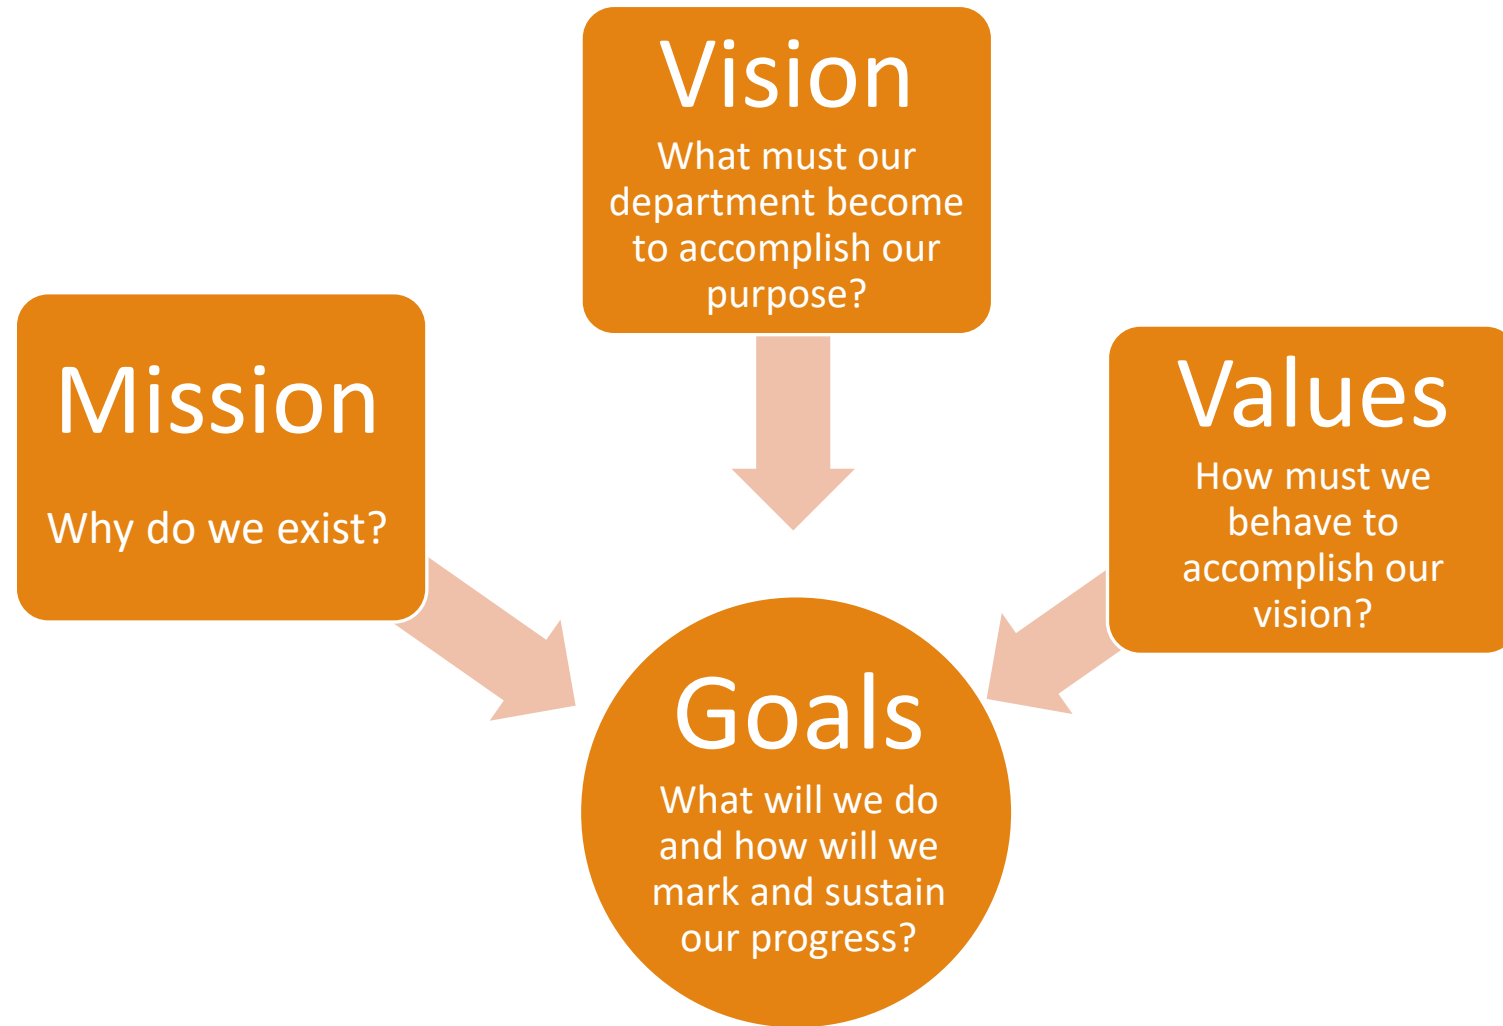 Vision
What must our
department become
to accomplish our
purpose?
Mission
Why do we exist?
Values
How must we
behave to
accomplish our
vision?
Goals
What will we do
and how will we
mark and sustain
our progress?